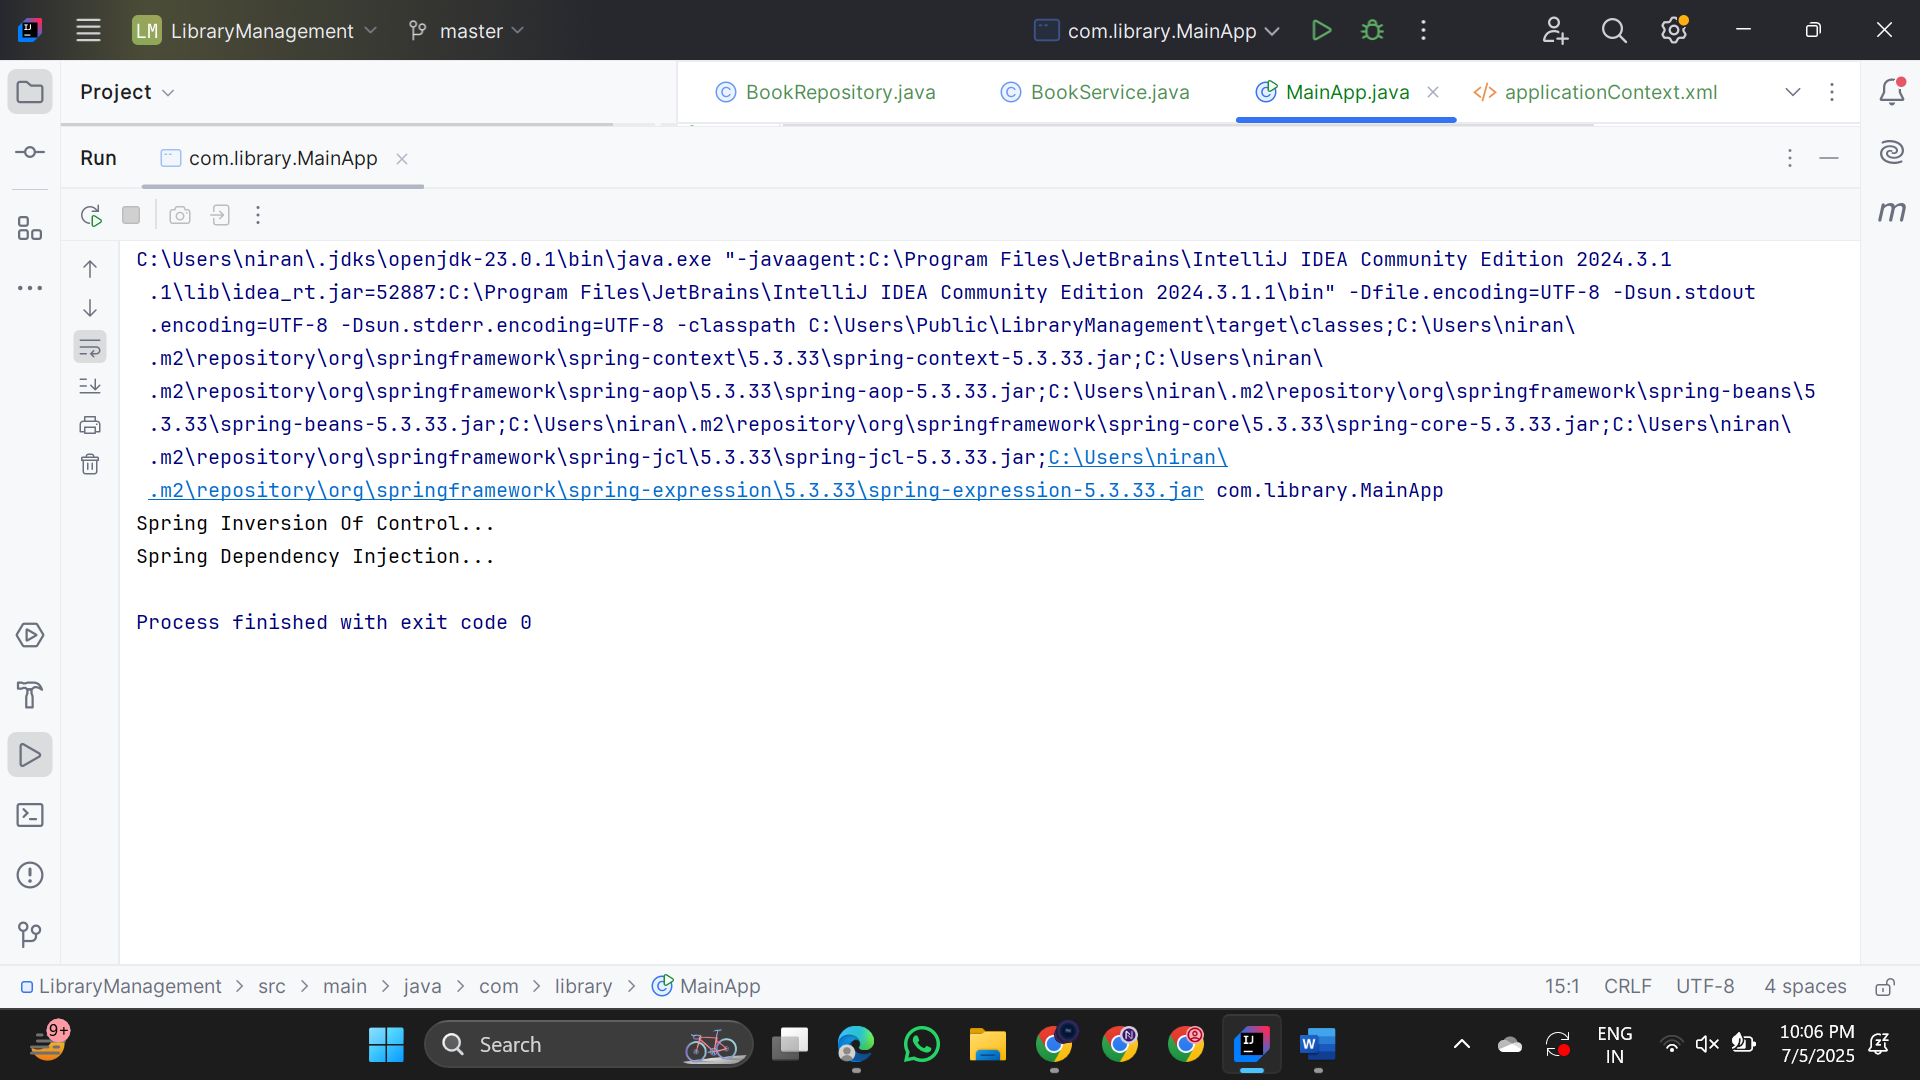 LM LibraryManagement master com.library.MainApp
Project BookRepository.java BookService.java MainApp.java applicationContext.xml
Run com.library.MainApp
C:\Users\niran\.jdks\openjdk-23.0.1\bin\java.exe "-javaagent:C:\Program Files\JetBrains\IntelliJ IDEA Community Edition 2024.3.1
.1\lib\idea_rt.jar=52887:C:\Program Files\JetBrains\IntelliJ IDEA Community Edition 2024.3.1.1\bin" -Dfile.encoding=UTF-8 -Dsun.stdout
.encoding=UTF-8 -Dsun.stderr.encoding=UTF-8 -classpath C:\Users\Public\LibraryManagement\target\classes;C:\Users\niran\
.m2\repository\org\springframework\spring-context\5.3.33\spring-context-5.3.33.jar;C:\Users\niran\
.m2\repository\org\springframework\spring-aop\5.3.33\spring-aop-5.3.33.jar;C:\Users\niran\.m2\repository\org\springframework\spring-beans\5
.3.33\spring-beans-5.3.33.jar;C:\Users\niran\.m2\repository\org\springframework\spring-core\5.3.33\spring-core-5.3.33.jar;C:\Users\niran\
.m2\repository\org\springframework\spring-jcl\5.3.33\spring-jcl-5.3.33.jar;C:\Users\niran\
.m2\repository\org\springframework\spring-expression\5.3.33\spring-expression-5.3.33.jar com.library.MainApp
Spring Inversion Of Control...
Spring Dependency Injection...
Process finished with exit code 0
LibraryManagement > src > main > java > com > library > MainApp 15:1 CRLF UTF-8 4 spaces
9+ Search ENG 10:06 PM
IN 7/5/2025